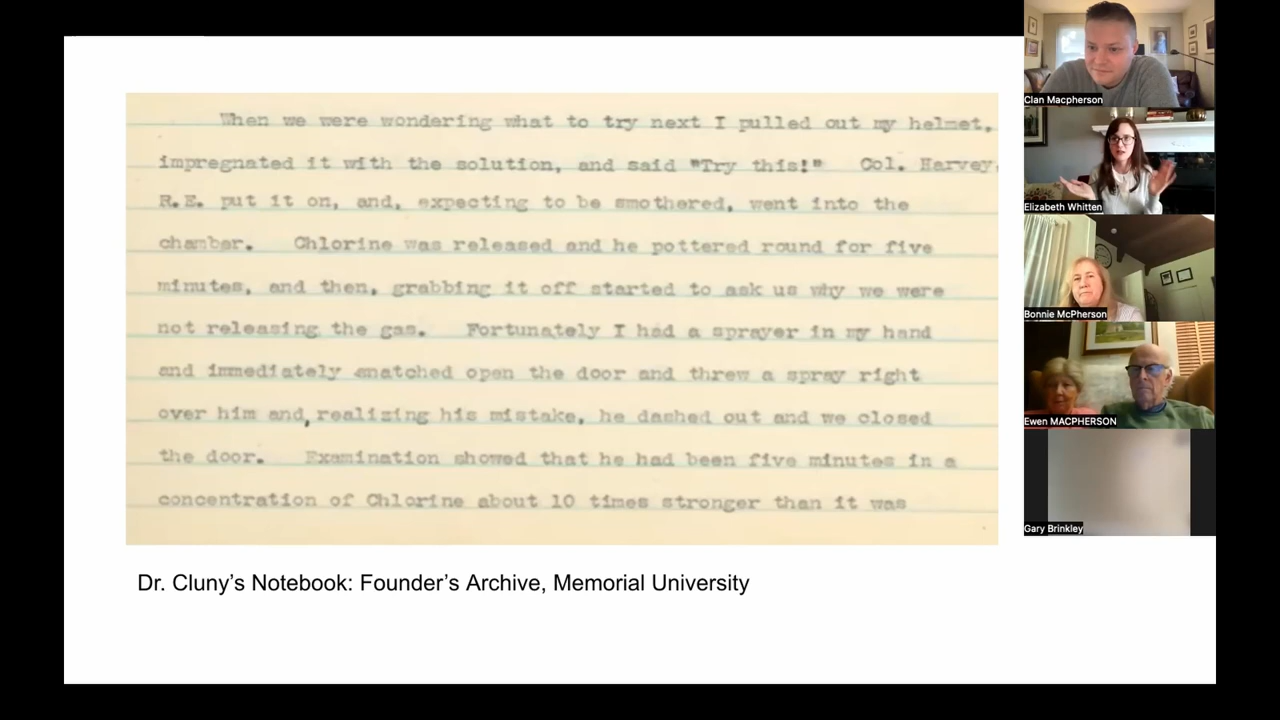 When we were wondering what to try next I pulled out my helmet,
impregnated it with the solution, and said "Try this!" Col. Harvey,
R.E. put it on, and, expecting to be smothered, went into the
chamber. Chlorine was released and he pottered round for five
minutes, and then, grabbing it off started to ask us why we were
not releasing the gas. Fortunately I had a sprayer in my hand
and immediately snatched open the door and threw a spray right
over him and, realizing his mistake, he dashed out and we closed
the door. Examination showed that he had been five minutes in a
concentration of Chlorine about 10 times stronger than it was
Dr. Cluny's Notebook: Founder's Archive, Memorial University
Clan Macpherson
Elizabeth Whitten
Bonnie McPherson
Ewen MACPHERSON
Gary Brinkley